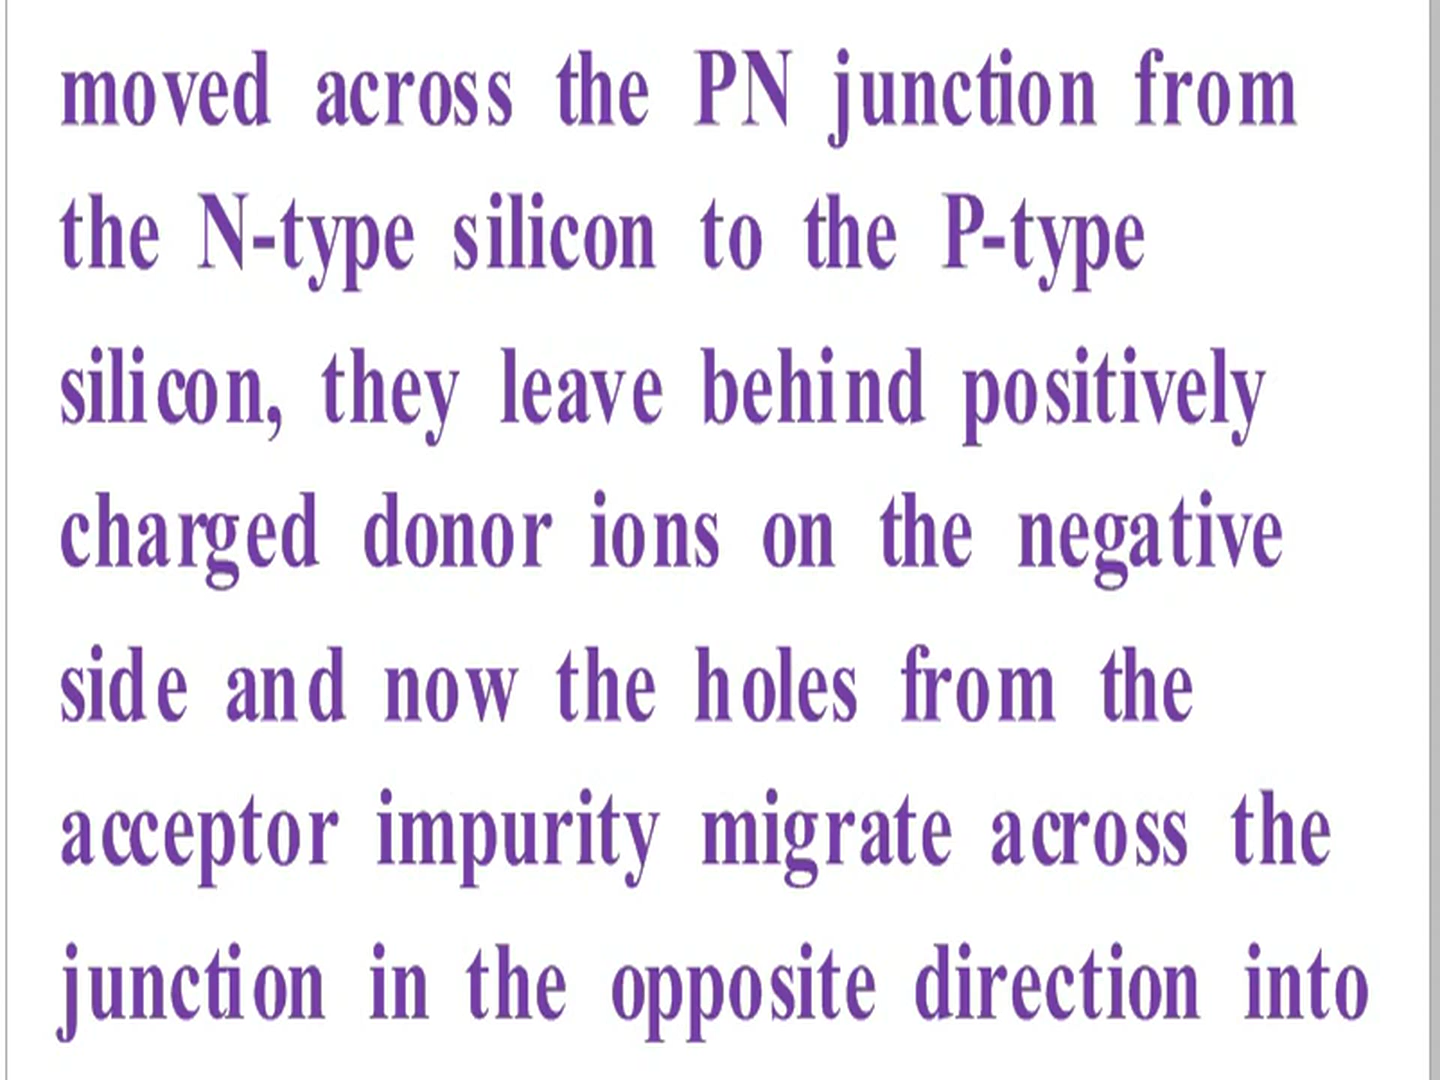 moved across the PN junction from
the N-type silicon to the P-type
silicon, they leave behind positively
charged donor ions on the negative
side and now the holes from the
acceptor impurity migrate across the
junction in the opposite direction into